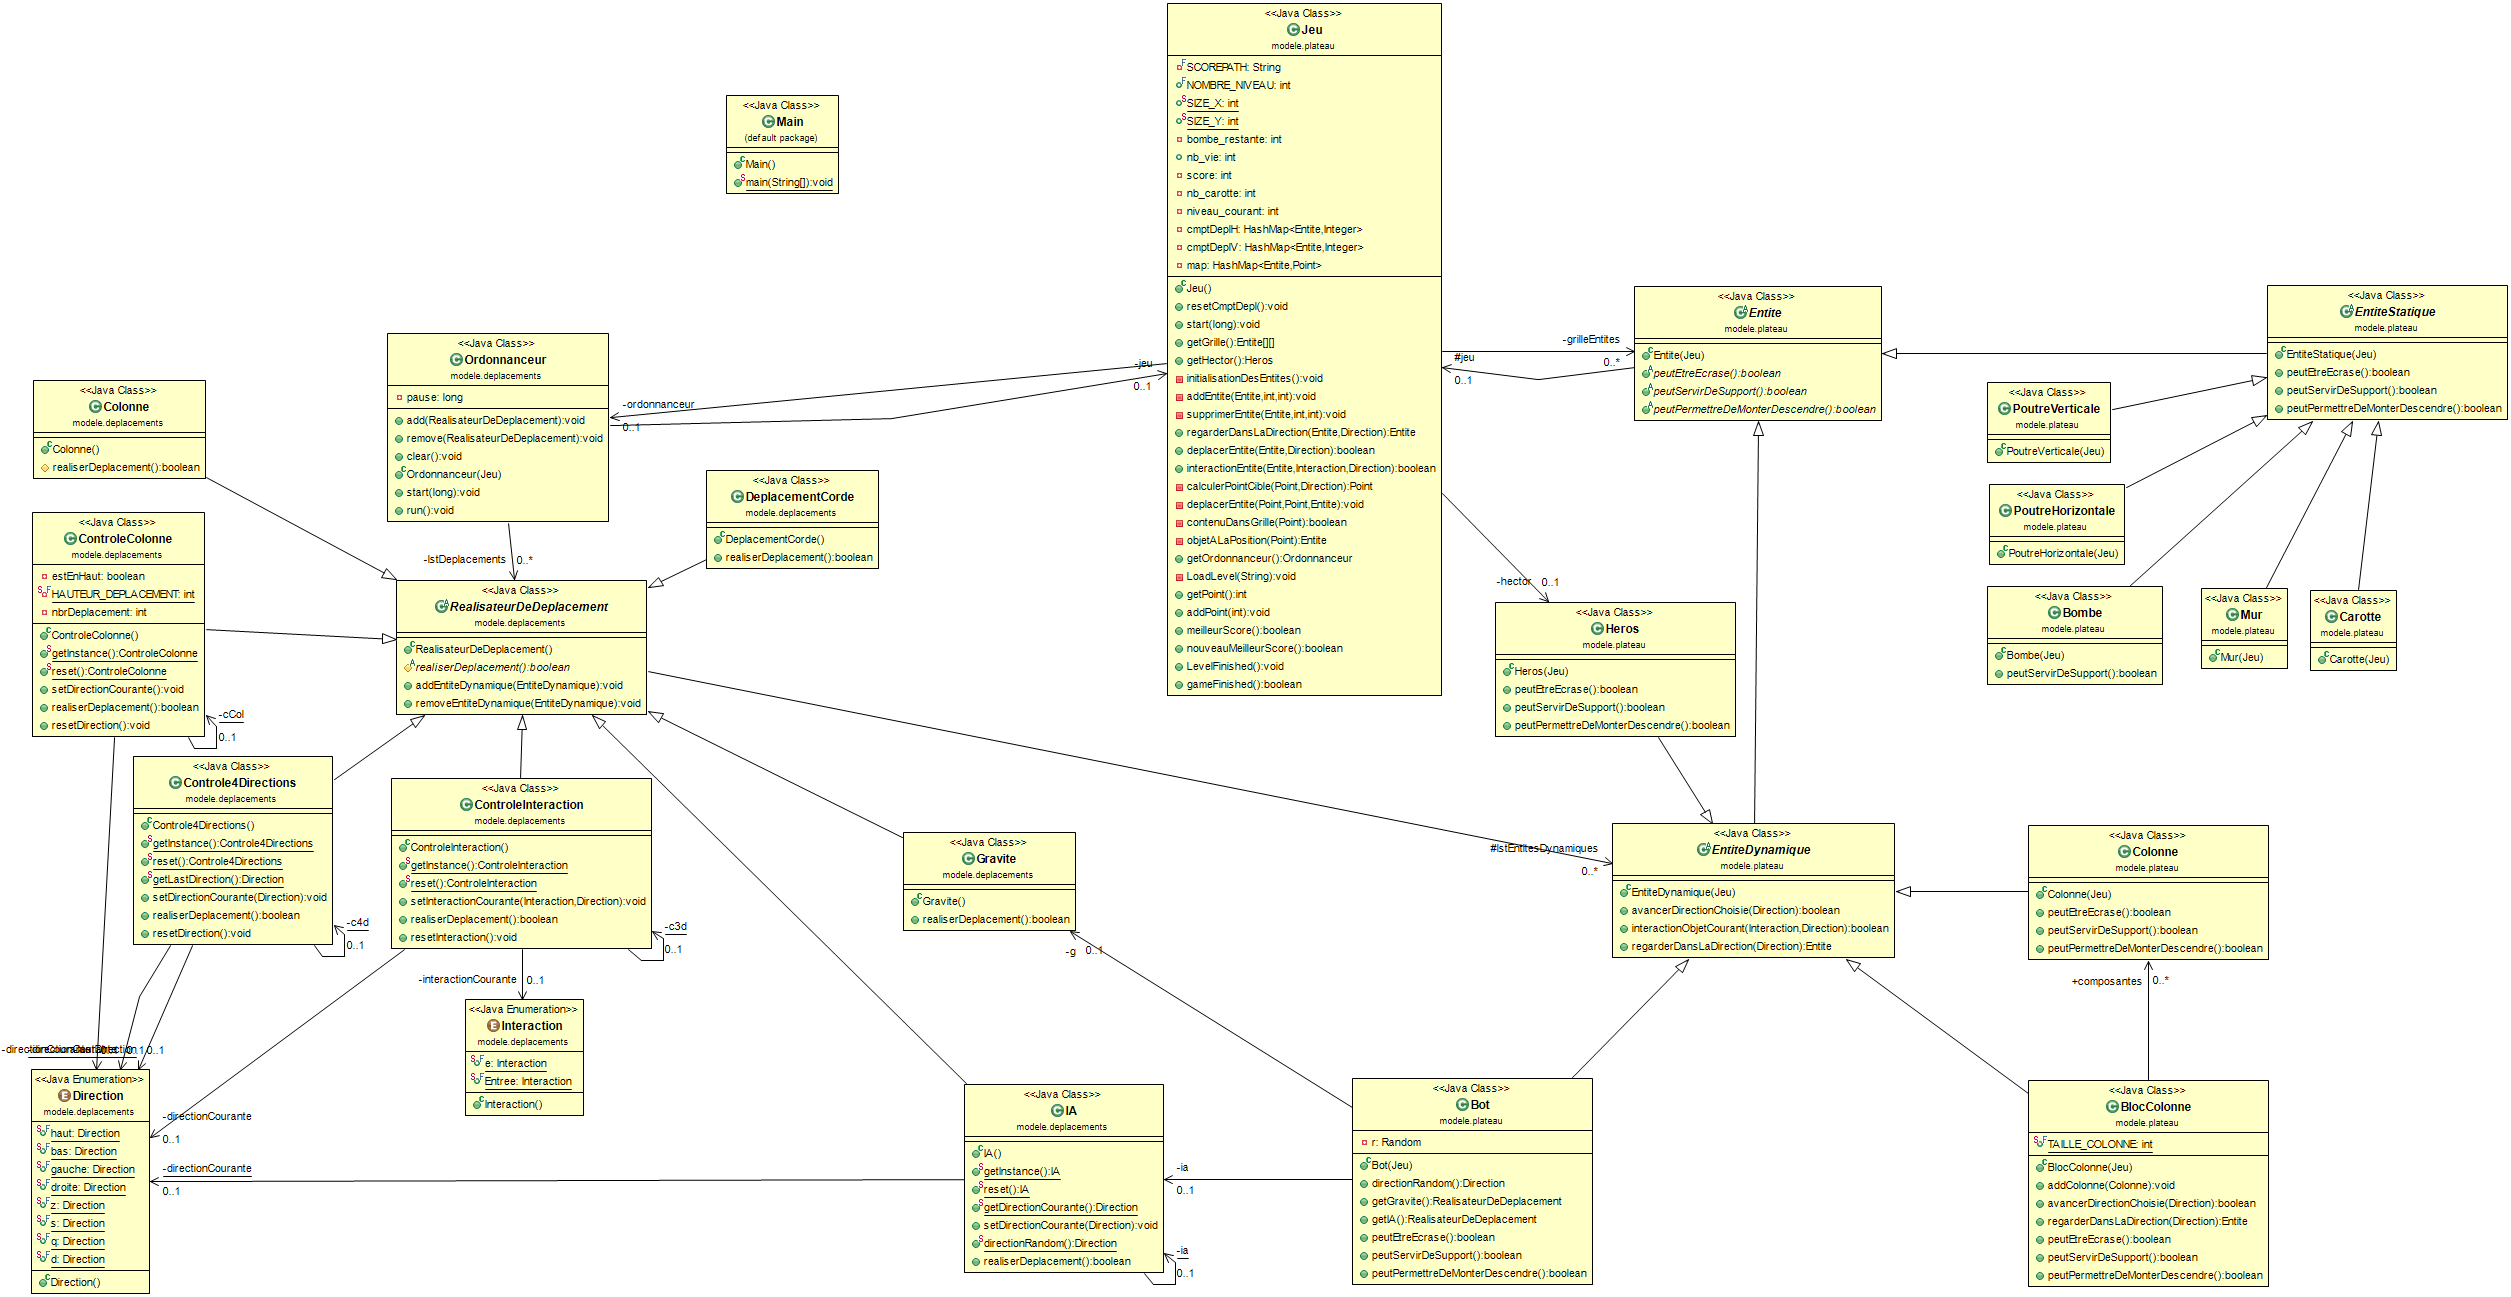 <<Java Class>>
Jeu
modele.plateau
SCOREPATH: String
NOMBRE_NIVEAU: int
SIZE_X: int
SIZE_Y: int
bombe_restante: int
nb_vie: int
score: int
nb_carotte: int
niveau_courant: int
cmptDeplH: HashMap<Entite,Integer>
cmptDeplV: HashMap<Entite,Integer>
map: HashMap<Entite,Point>
Jeu()
resetCmptDepl():void
start(long):void
getGrille():Entite[][]
getHector():Heros
initialisationDesEntites():void
addEntite(Entite,int,int):void
supprimerEntite(Entite,int,int):void
regarderDansLaDirection(Entite,Direction):Entite
deplacerEntite(Entite,Direction):boolean
interactionEntite(Entite,Interaction,Direction):boolean
calculerPointCible(Point,Direction):Point
deplacerEntite(Point,Point,Entite):void
contenuDansGrille(Point):boolean
objetALaPosition(Point):Entite
getOrdonnanceur():Ordonnanceur
LoadLevel(String):void
getPoint():int
addPoint(int):void
meilleurScore():boolean
nouveauMeilleurScore():boolean
LevelFinished():void
gameFinished():boolean
<<Java Class>>
Main
(default package)
Main()
main(String[]):void
<<Java Class>>
Entite
modele.plateau
Entite(Jeu)
peutEtreEcrase():boolean
peutServirDeSupport():boolean
peutPermettreDeMonterDescendre():boolean
<<Java Class>>
EntiteStatique
modele.plateau
EntiteStatique(Jeu)
peutEtreEcrase():boolean
peutServirDeSupport():boolean
peutPermettreDeMonterDescendre():boolean
-grilleEntites
0..*
#jeu
0..1
-jeu
0..1
-ordonnanceur
0..1
<<Java Class>>
Ordonnanceur
modele.deplacements
pause: long
add(RealisateurDeDeplacement):void
remove(RealisateurDeDeplacement):void
clear():void
Ordonnanceur(Jeu)
start(long):void
run():void
<<Java Class>>
Colonne
modele.deplacements
Colonne()
realiserDeplacement():boolean
<<Java Class>>
PoutreVerticale
modele.plateau
PoutreVerticale(Jeu)
<<Java Class>>
DeplacementCorde
modele.deplacements
DeplacementCorde()
realiserDeplacement():boolean
<<Java Class>>
PoutreHorizontale
modele.plateau
PoutreHorizontale(Jeu)
<<Java Class>>
ControleColonne
modele.deplacements
estEnHaut: boolean
HAUTEUR_DEPLACEMENT: int
nbrDeplacement: int
ControleColonne()
getInstance():ControleColonne
reset():ControleColonne
setDirectionCourante():void
realiserDeplacement():boolean
resetDirection():void
-cCol
0..1
-lstDeplacements
0..*
<<Java Class>>
RealisateurDeDeplacement
modele.deplacements
RealisateurDeDeplacement()
realiserDeplacement():boolean
addEntiteDynamique(EntiteDynamique):void
removeEntiteDynamique(EntiteDynamique):void
-hector
0..1
<<Java Class>>
Heros
modele.plateau
Heros(Jeu)
peutEtreEcrase():boolean
peutServirDeSupport():boolean
peutPermettreDeMonterDescendre():boolean
<<Java Class>>
Bombe
modele.plateau
Bombe(Jeu)
peutServirDeSupport():boolean
<<Java Class>>
Mur
modele.plateau
Mur(Jeu)
<<Java Class>>
Carotte
modele.plateau
Carotte(Jeu)
<<Java Class>>
Controle4Directions
modele.deplacements
Controle4Directions()
getInstance():Controle4Directions
reset():Controle4Directions
getLastDirection():Direction
setDirectionCourante(Direction):void
realiserDeplacement():boolean
resetDirection():void
-c4d
0..1
<<Java Class>>
ControleInteraction
modele.deplacements
ControleInteraction()
getInstance():ControleInteraction
reset():ControleInteraction
setInteractionCourante(Interaction,Direction):void
realiserDeplacement():boolean
resetInteraction():void
-c3d
0..1
<<Java Class>>
Gravite
modele.deplacements
Gravite()
realiserDeplacement():boolean
-g
0..1
#lstEntitesDynamiques
0..*
<<Java Class>>
EntiteDynamique
modele.plateau
EntiteDynamique(Jeu)
avancerDirectionChoisie(Direction):boolean
interactionObjetCourant(Interaction,Direction):boolean
regarderDansLaDirection(Direction):Entite
<<Java Class>>
Colonne
modele.plateau
Colonne(Jeu)
peutEtreEcrase():boolean
peutServirDeSupport():boolean
peutPermettreDeMonterDescendre():boolean
+composantes
0..*
-interactionCourante
0..1
<<Java Enumeration>>
Interaction
modele.deplacements
e: Interaction
Entree: Interaction
Interaction()
0..1
<<Java Enumeration>>
Direction
modele.deplacements
haut: Direction
bas: Direction
gauche: Direction
droite: Direction
z: Direction
s: Direction
q: Direction
d: Direction
Direction()
-directionCourante
0..1
-directionCourante
0..1
<<Java Class>>
IA
modele.deplacements
IA()
getInstance():IA
reset():IA
getDirectionCourante():Direction
setDirectionCourante(Direction):void
directionRandom():Direction
realiserDeplacement():boolean
-ia
0..1
-ia
0..1
<<Java Class>>
Bot
modele.plateau
r: Random
Bot(Jeu)
directionRandom():Direction
getGravite():RealisateurDeDeplacement
getIA():RealisateurDeDeplacement
peutEtreEcrase():boolean
peutServirDeSupport():boolean
peutPermettreDeMonterDescendre():boolean
<<Java Class>>
BlocColonne
modele.plateau
TAILLE_COLONNE: int
BlocColonne(Jeu)
addColonne(Colonne):void
avancerDirectionChoisie(Direction):boolean
regarderDansLaDirection(Direction):Entite
peutEtreEcrase():boolean
peutServirDeSupport():boolean
peutPermettreDeMonterDescendre():boolean